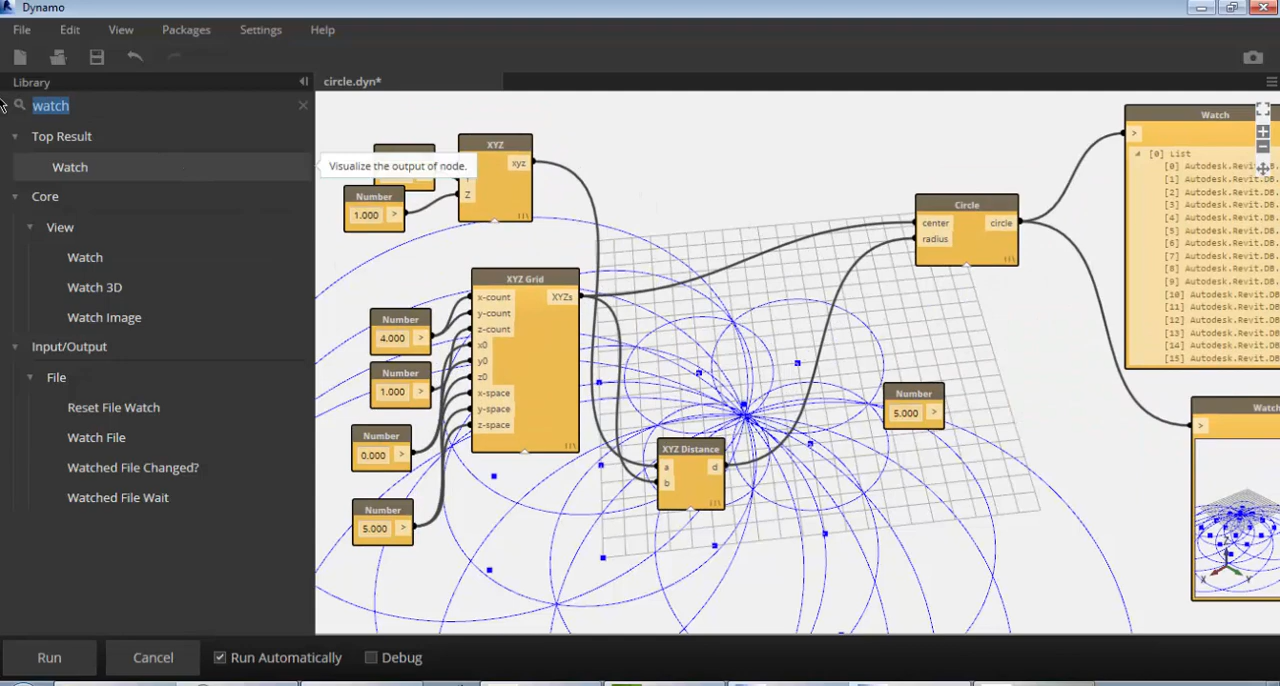 Dynamo
File Edit View Packages Settings Help
Library
circle.dyn*
watch
Top Result
Watch
Visualize the output of node.
Core
View
Watch
Watch 3D
Watch Image
Input/Output
File
Reset File Watch
Watch File
Watched File Changed?
Watched File Wait
XYZ
xyz
Z
Number
1.000 >
XYZ Grid
x-count XYZs
y-count
z-count
x0
y0
z0
x-space
y-space
z-space
Number
4.000 >
Number
1.000 >
Number
0.000 >
Number
5.000 >
XYZ Distance
a d
b
Number
5.000 >
Circle
center circle
radius
Watch
>
[0] List
[0] Autodesk.Revit.DB.
[1] Autodesk.Revit.DB.
[2] Autodesk.Revit.DB.
[3] Autodesk.Revit.DB.
[4] Autodesk.Revit.DB.
[5] Autodesk.Revit.DB.
[6] Autodesk.Revit.DB.
[7] Autodesk.Revit.DB.
[8] Autodesk.Revit.DB.
[9] Autodesk.Revit.DB.
[10] Autodesk.Revit.DB.
[11] Autodesk.Revit.DB.
[12] Autodesk.Revit.DB.
[13] Autodesk.Revit.DB.
[14] Autodesk.Revit.DB.
[15] Autodesk.Revit.DB.
Watch
>
X Y
Run Cancel Run Automatically Debug